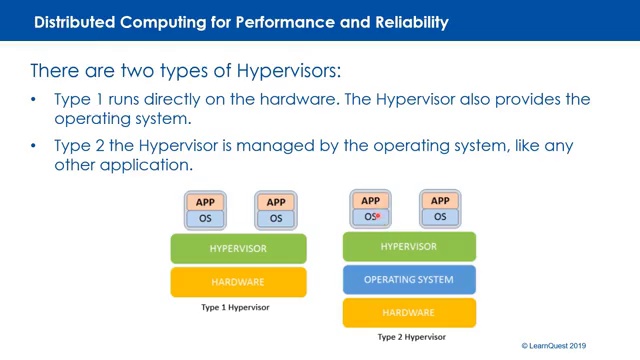 Distributed Computing for Performance and Reliability
There are two types of Hypervisors:
• Type 1 runs directly on the hardware. The Hypervisor also provides the
operating system.
• Type 2 the Hypervisor is managed by the operating system, like any
other application.
APP APP
OS OS
HYPERVISOR
HARDWARE
Type 1 Hypervisor
APP APP
OS OS
HYPERVISOR
OPERATING SYSTEM
HARDWARE
Type 2 Hypervisor
© LearnQuest 2019